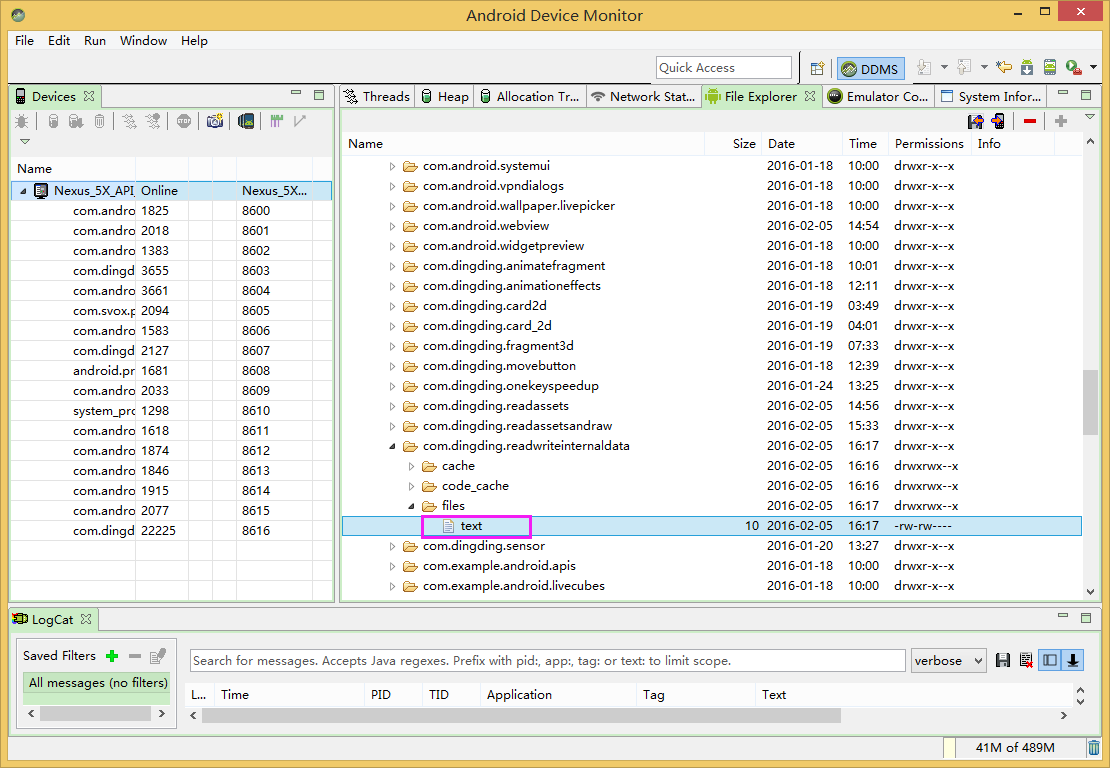 Android Device Monitor
File Edit Run Window Help
Quick Access DDMS
Devices
Name
Nexus_5X_API_ Online Nexus_5X...
com.andro 1825 8600
com.andro 2018 8601
com.andro 1383 8602
com.dingd 3655 8603
com.andro 3661 8604
com.svox.p 2094 8605
com.andro 1583 8606
com.dingd 2127 8607
android.pr 1681 8608
com.andro 2033 8609
system_pro 1298 8610
com.andro 1618 8611
com.andro 1874 8612
com.andro 1846 8613
com.andro 1915 8614
com.andro 2077 8615
com.dingd 22225 8616
Threads Heap Allocation Tr... Network Stat... File Explorer Emulator Co... System Infor...
Name Size Date Time Permissions Info
com.android.systemui 2016-01-18 10:00 drwxr-x--x
com.android.vpndialogs 2016-01-18 10:00 drwxr-x--x
com.android.wallpaper.livepicker 2016-01-18 10:00 drwxr-x--x
com.android.webview 2016-02-05 14:54 drwxr-x--x
com.android.widgetpreview 2016-01-18 10:00 drwxr-x--x
com.dingding.animatefragment 2016-01-18 10:01 drwxr-x--x
com.dingding.animationeffects 2016-01-18 12:11 drwxr-x--x
com.dingding.card2d 2016-01-19 03:49 drwxr-x--x
com.dingding.card_2d 2016-01-19 04:01 drwxr-x--x
com.dingding.fragment3d 2016-01-19 07:33 drwxr-x--x
com.dingding.movebutton 2016-01-18 12:39 drwxr-x--x
com.dingding.onekeyspeedup 2016-01-24 13:25 drwxr-x--x
com.dingding.readassets 2016-02-05 14:56 drwxr-x--x
com.dingding.readassetsandraw 2016-02-05 15:33 drwxr-x--x
com.dingding.readwriteinternaldata 2016-02-05 16:17 drwxr-x--x
cache 2016-02-05 16:16 drwxrwx--x
code_cache 2016-02-05 16:16 drwxrwx--x
files 2016-02-05 16:17 drwxrwx--x
text 10 2016-02-05 16:17 -rw-rw----
com.dingding.sensor 2016-01-20 13:27 drwxr-x--x
com.example.android.apis 2016-01-18 10:00 drwxr-x--x
com.example.android.livecubes 2016-01-18 10:00 drwxr-x--x
LogCat
Saved Filters
All messages (no filters)
Search for messages. Accepts Java regexes. Prefix with pid:, app:, tag: or text: to limit scope. verbose
L... Time PID TID Application Tag Text
41M of 489M